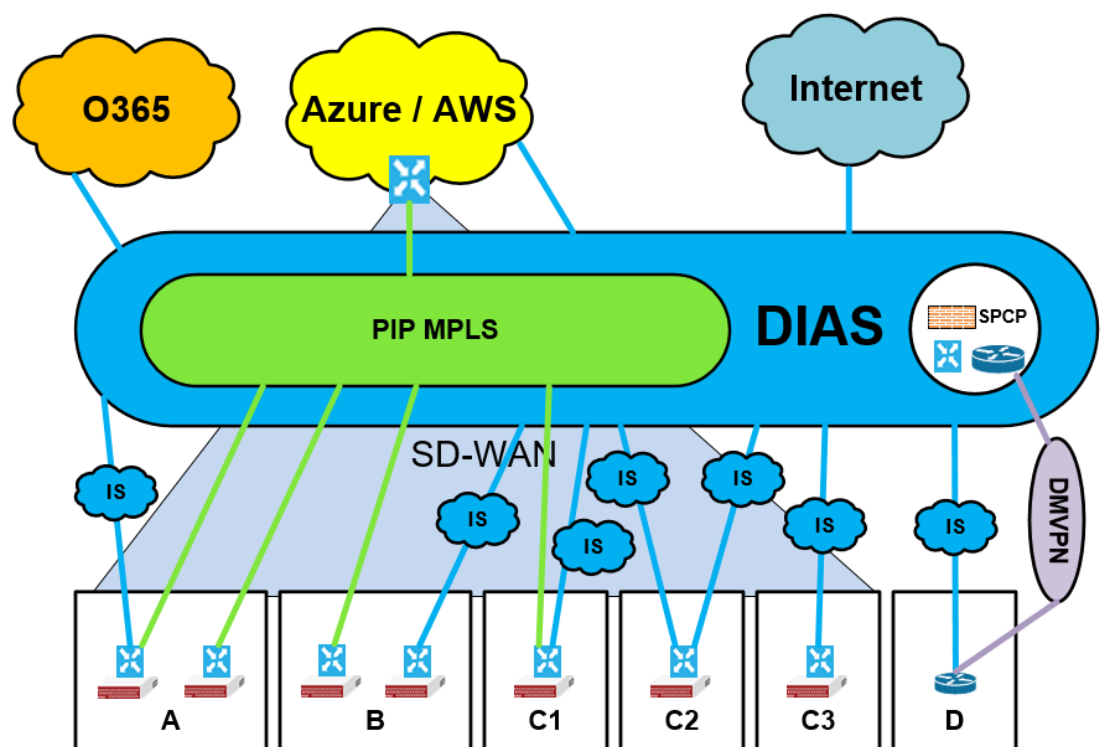 O365
Azure / AWS
Internet
PIP MPLS
DIAS
SPCP
SD-WAN
IS
IS
IS
IS
IS
IS
IS
DMVPN
A
B
C1
C2
C3
D